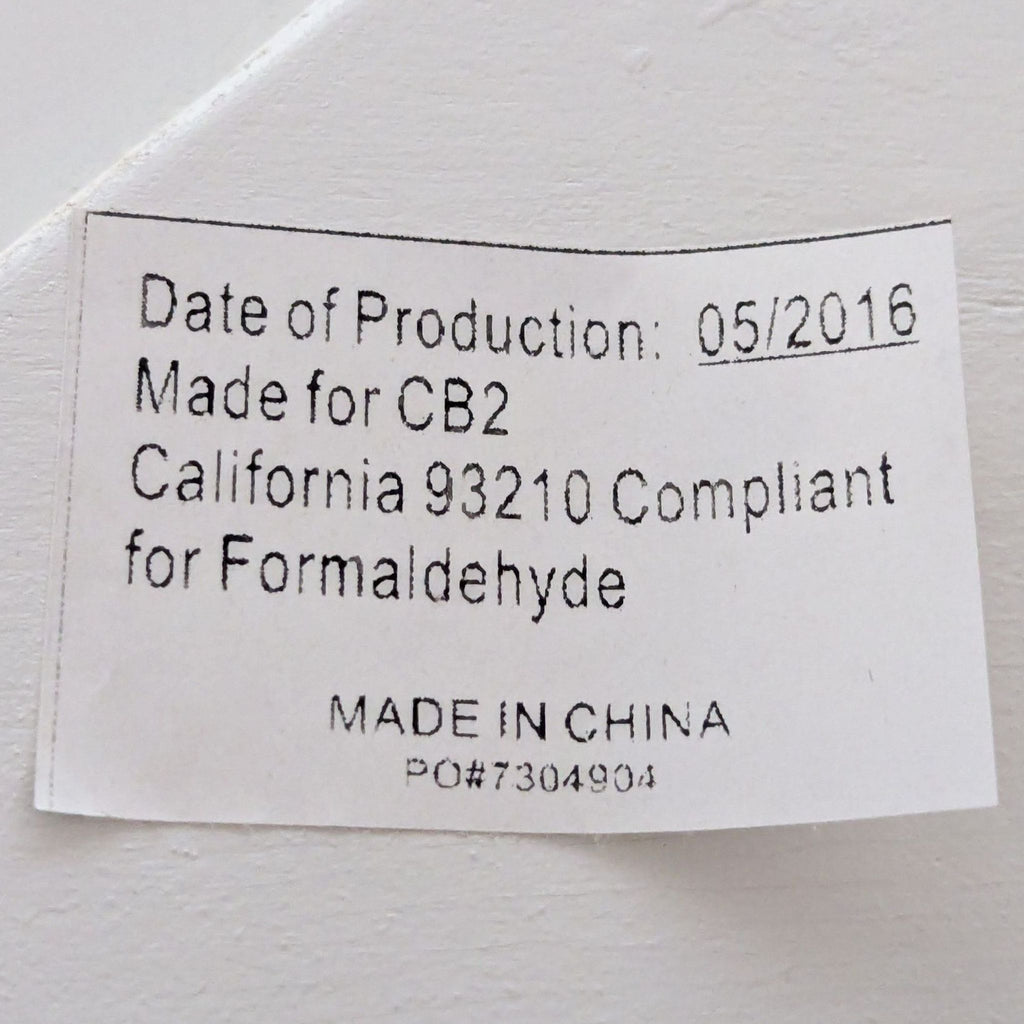 Date of Production: 05/2016
Made for CB2
California 93210 Compliant
for Formaldehyde
MADE IN CHINA
PO#7304904